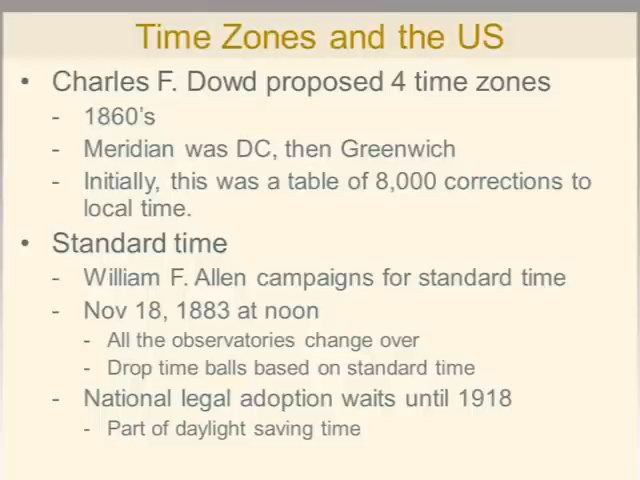 Time Zones and the US
• Charles F. Dowd proposed 4 time zones
- 1860's
- Meridian was DC, then Greenwich
- Initially, this was a table of 8,000 corrections to
local time.
• Standard time
- William F. Allen campaigns for standard time
- Nov 18, 1883 at noon
- All the observatories change over
- Drop time balls based on standard time
- National legal adoption waits until 1918
- Part of daylight saving time